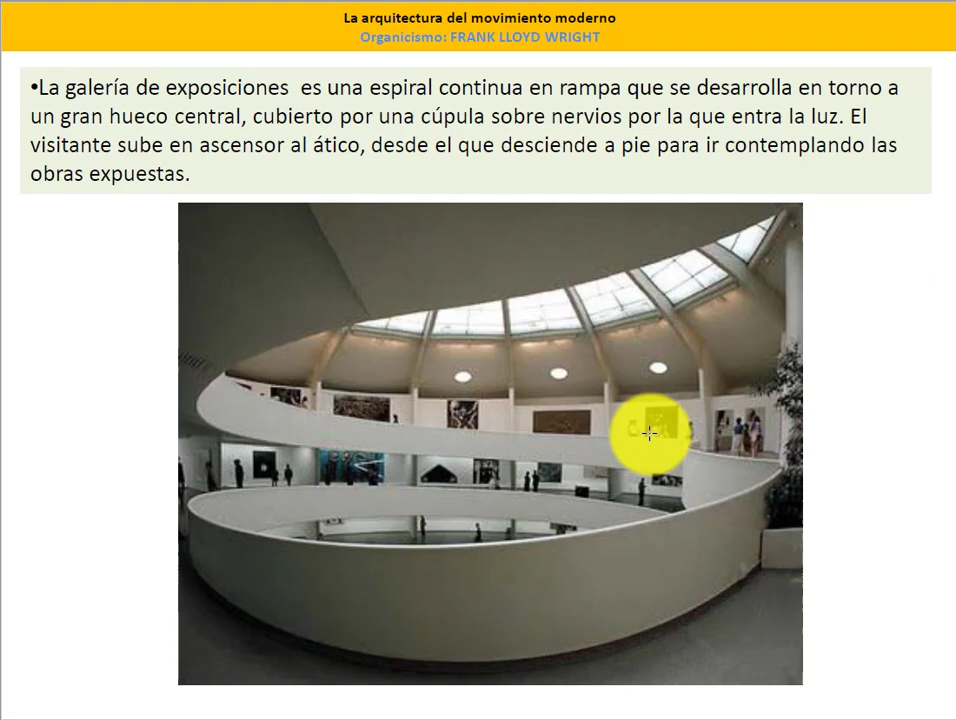 La arquitectura del movimiento moderno
Organicismo: FRANK LLOYD WRIGHT
•La galería de exposiciones es una espiral continua en rampa que se desarrolla en torno a
un gran hueco central, cubierto por una cúpula sobre nervios por la que entra la luz. El
visitante sube en ascensor al ático, desde el que desciende a pie para ir contemplando las
obras expuestas.